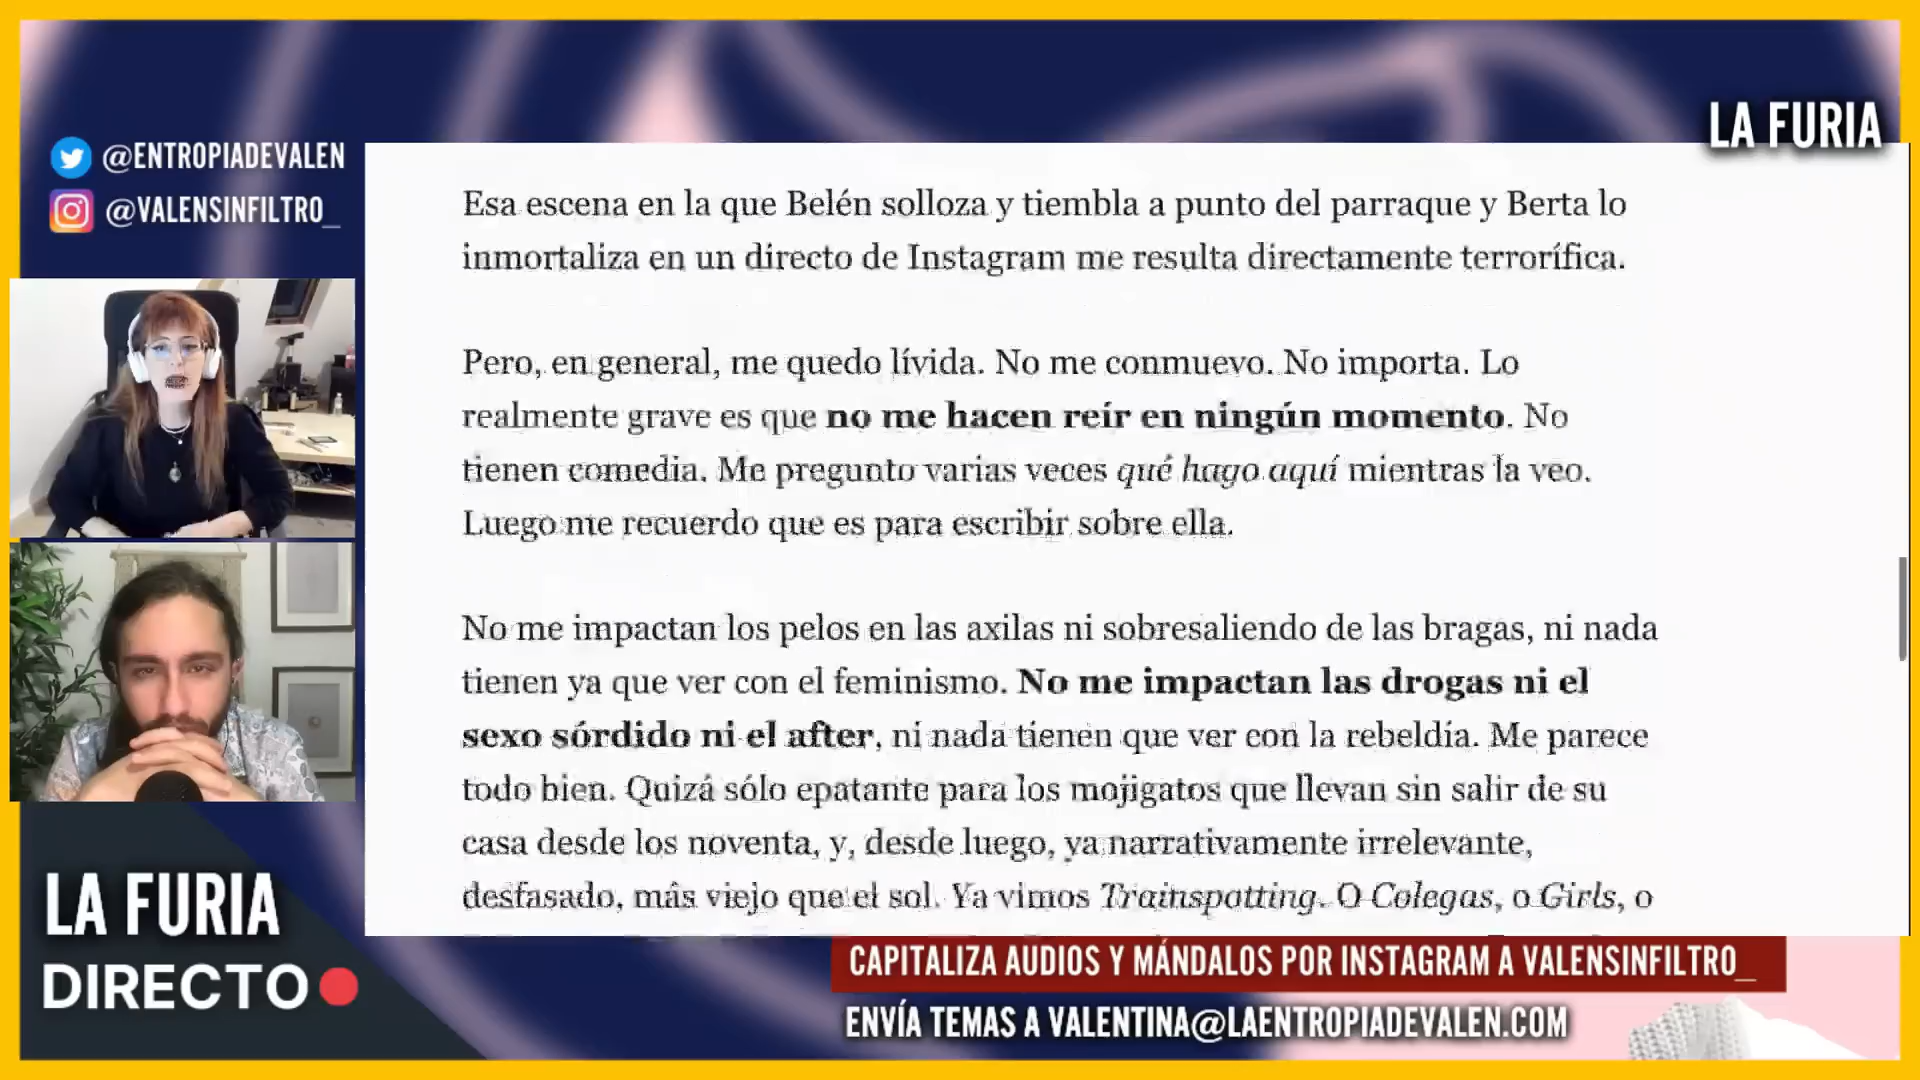 LA FURIA
@ENTROPIADEVALEN
@VALENSINFILTRO_
Esa escena en la que Belén solloza y tiembla a punto del parraque y Berta lo
inmortaliza en un directo de Instagram me resulta directamente terrorífica.
Pero, en general, me quedo lívida. No me conmuevo. No importa. Lo
realmente grave es que no me hacen reír en ningún momento. No
tienen comedia. Me pregunto varias veces qué hago aquí mientras la veo.
Luego me recuerdo que es para escribir sobre ella.
No me impactan los pelos en las axilas ni sobresaliendo de las bragas, ni nada
tienen ya que ver con el feminismo. No me impactan las drogas ni el
sexo sórdido ni el after, ni nada tienen que ver con la rebeldía. Me parece
todo bien. Quizá sólo epatante para los mojigatos que llevan sin salir de su
casa desde los noventa, y, desde luego, ya narrativamente irrelevante,
desfasado, más viejo que el sol. Ya vimos Trainspotting. O Colegas, o Girls, o
LA FURIA
DIRECTO
CAPITALIZA AUDIOS Y MÁNDALOS POR INSTAGRAM A VALENSINFILTRO_
ENVÍA TEMAS A VALENTINA@LAENTROPIADEVALEN.COM